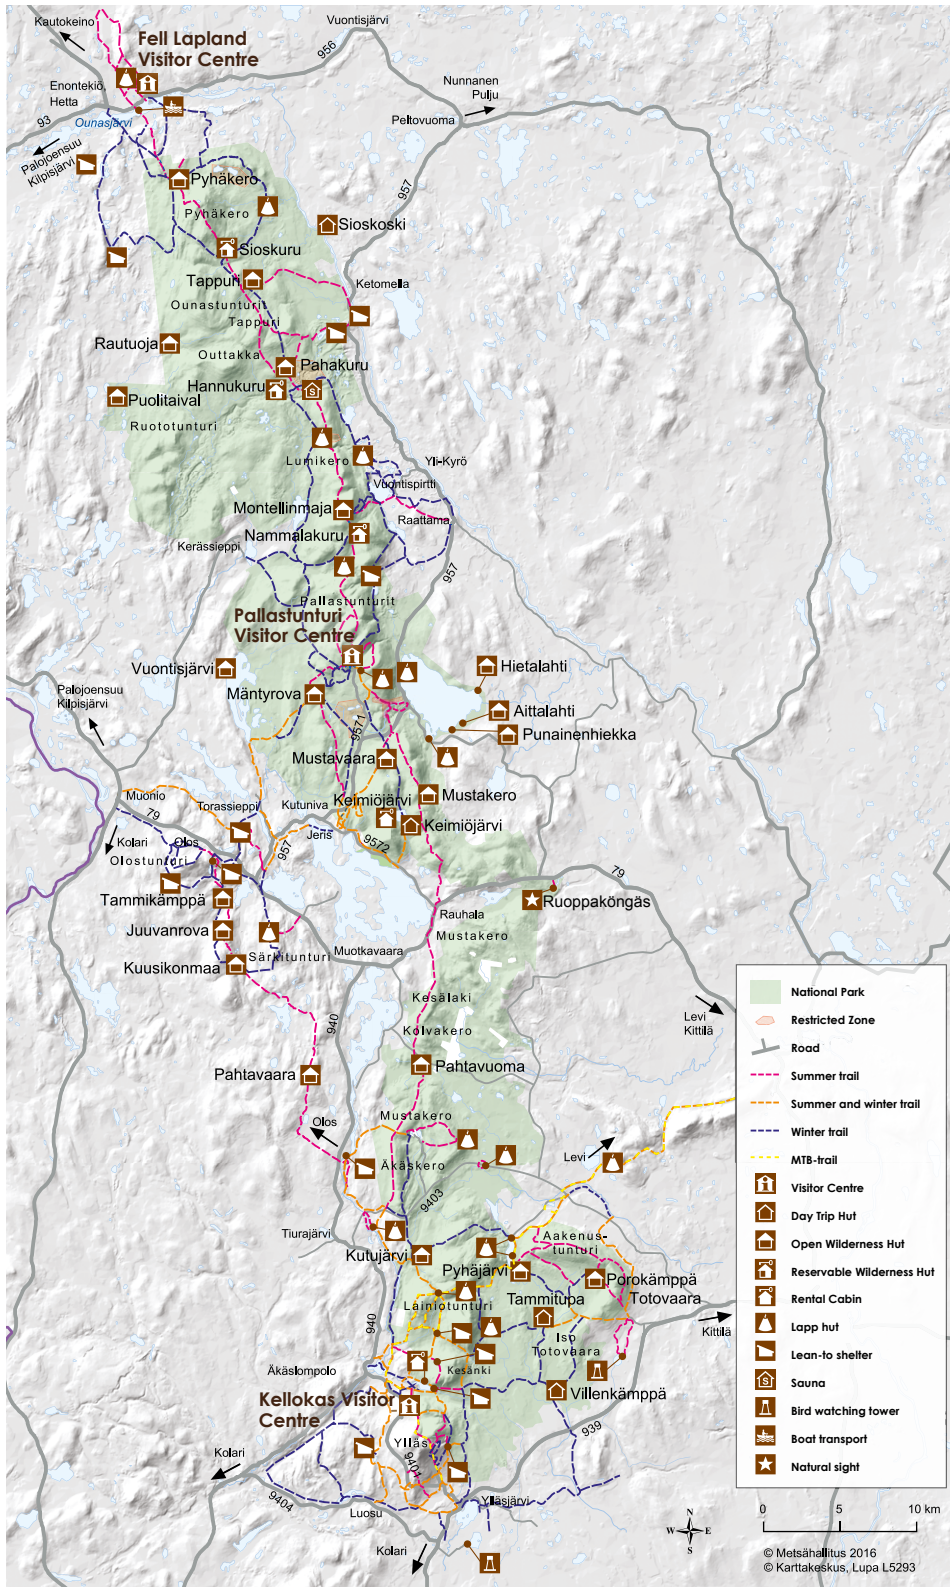 Kautokeino
Vuontisjärvi
Fell Lapland
Visitor Centre
956
Enontekiö,
Hetta
Nunnanen
Pulju
93
Ounasjärvi
Peltovuoma
Palojoensuu
Kilpisjärvi
Pyhäkero
957
Pyhäkero
Sioskoski
Sioskuru
Tappuri
Ketomella
Ounastunturi
Tappuri
Rautuoja
Outtakka
Pahakuru
Hannukuru
S
Puolitaival
Ruototunturi
Lumikero
Yli-Kyrö
Vuontispirtti
Montellinmaja
Raattama
Nammalakuru
Kerässieppi
957
Pallastunturit
Pallastunturi
Visitor Centre
Vuontisjärvi
Hietalahti
Palojoensuu
Kilpisjärvi
Mäntyrova
Aittalahti
9571
Punainenhiekka
Mustavaara
Muonio
Torassieppi
Kutuniva
Keimiöjärvi
Mustakero
79
Keimiöjärvi
Jeris
Kolari
Olos
957
9572
Olostunturi
79
Tammikämppä
Ruoppaköngäs
Rauhala
Juuvanrova
Mustakero
Muotkavaara
Särkitunturi
Kuusikonmaa
Kesälaki
940
Levi
Kittilä
Kolvakero
Pahtavaara
Pahtavuoma
Mustakero
Olos
Äkäskero
Levi
9403
Tiurajärvi
Aakenus-
tunturi
Kutujärvi
Pyhäjärvi
Porokämppä
Totovaara
Lainiotunturi
Tammitupa
940
Kittilä
Iso
Totovaara
Äkäslompolo
Kesänki
Kellokas Visitor
Centre
Villenkämppä
939
Ylläs
Kolari
9401
9404
Ylläsjärvi
Luosu
Kolari
National Park
Restricted Zone
Road
Summer trail
Summer and winter trail
Winter trail
MTB-trail
Visitor Centre
Day Trip Hut
Open Wilderness Hut
Reservable Wilderness Hut
Rental Cabin
Lapp hut
Lean-to shelter
S
Sauna
Bird watching tower
Boat transport
Natural sight
0 5 10 km
N
W E
S
© Metsähallitus 2016
© Karttakeskus, Lupa L5293